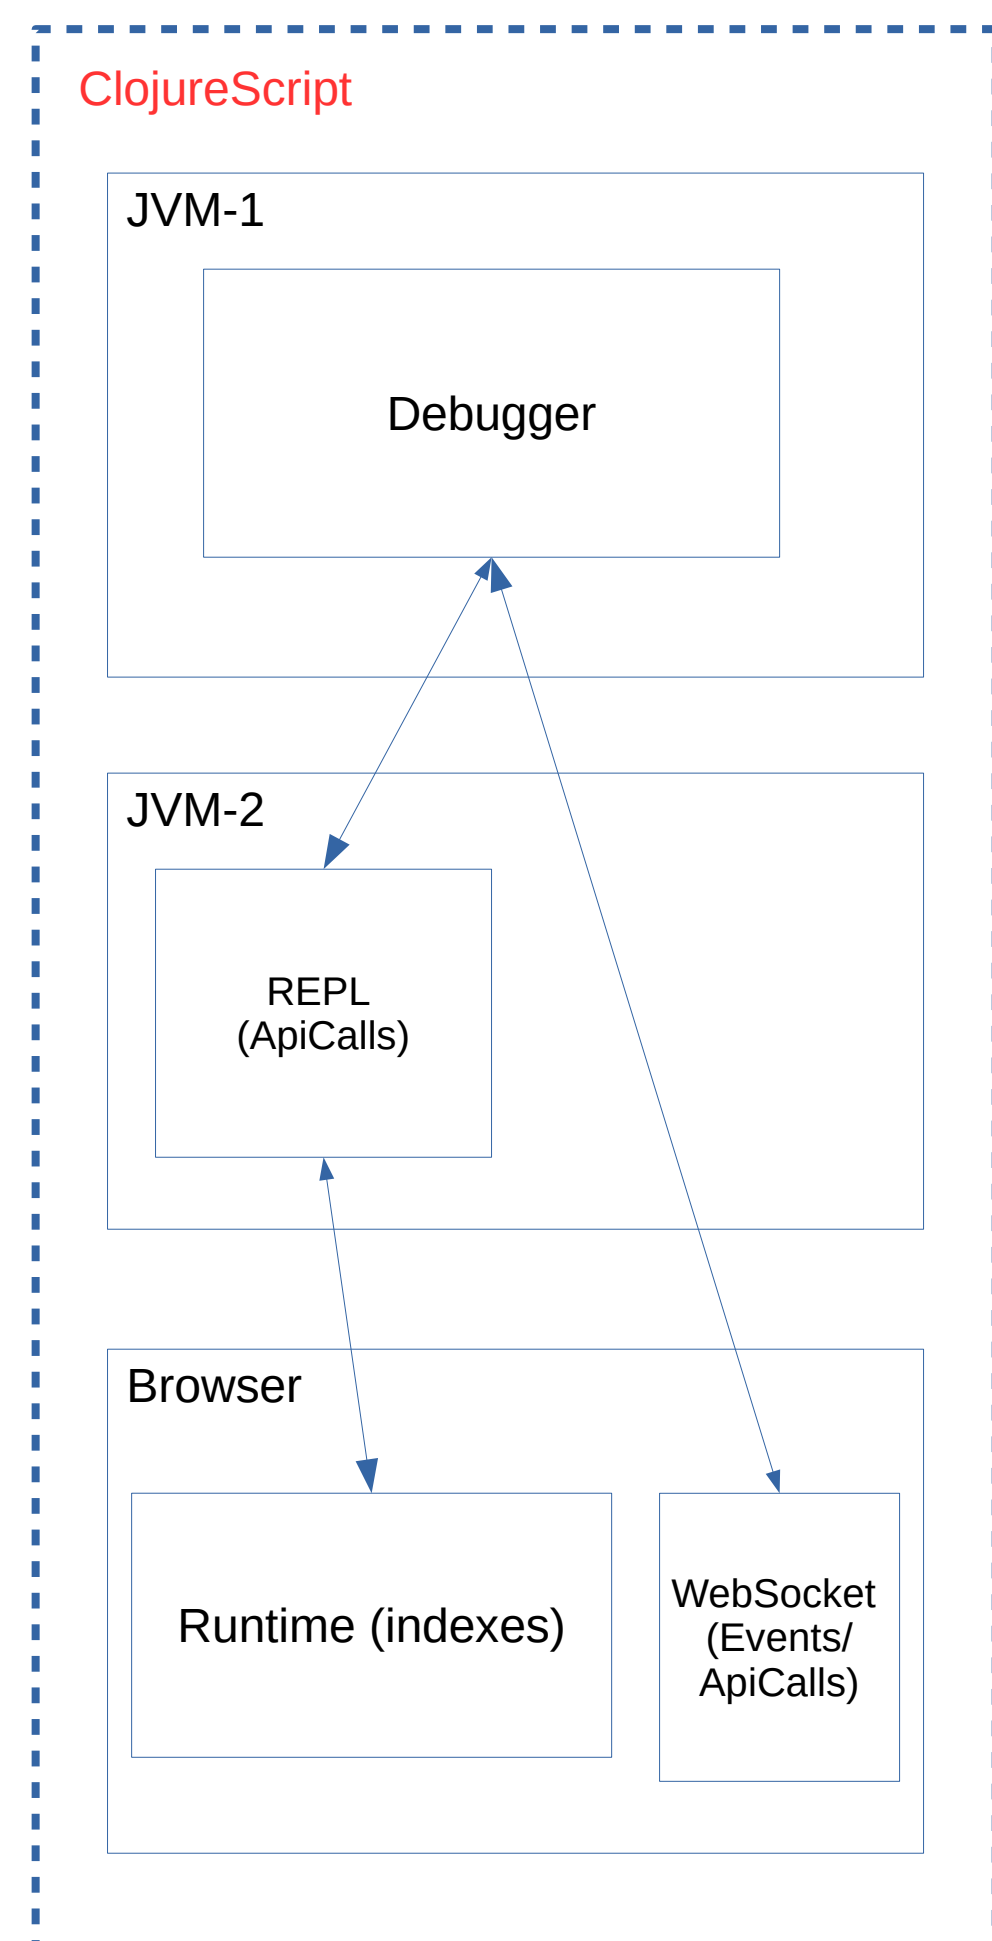 ClojureScript
JVM-1
Debugger
JVM-2
REPL
(ApiCalls)
Browser
Runtime (indexes)
WebSocket
(Events/
ApiCalls)